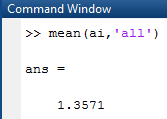 Command Window
>> mean(ai,'all')
ans =
1.3571